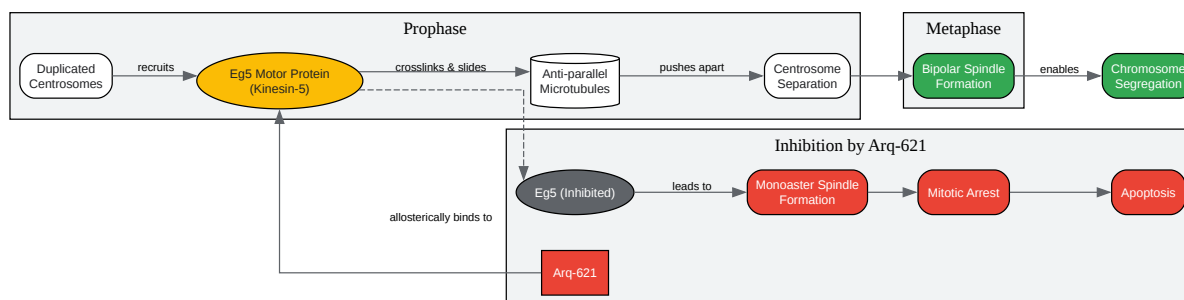 Prophase
Metaphase
Duplicated
Centrosomes
recruits
Eg5 Motor Protein
(Kinesin-5)
crosslinks & slides
Anti-parallel
Microtubules
pushes apart
Centrosome
Separation
Bipolar Spindle
Formation
enables
Chromosome
Segregation
Inhibition by Arq-621
Eg5 (Inhibited)
leads to
Monoaster Spindle
Formation
Mitotic Arrest
Apoptosis
allosterically binds to
Arq-621